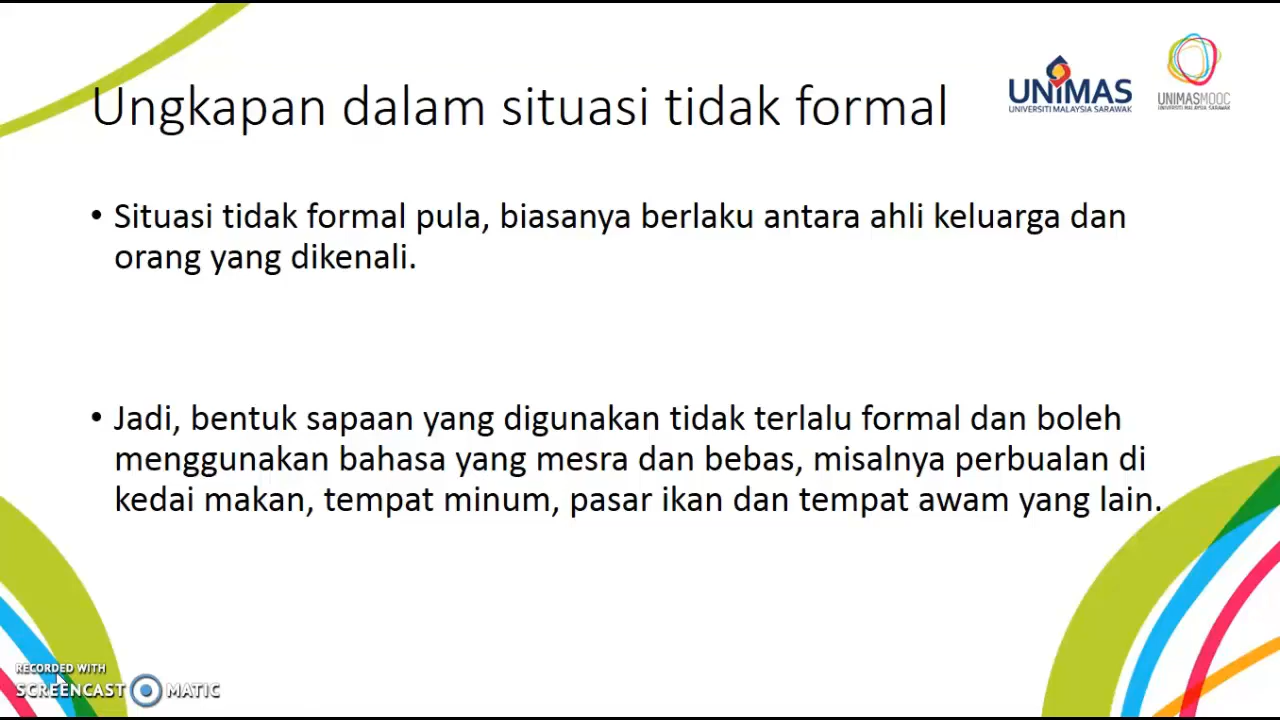 Ungkapan dalam situasi tidak formal
UNIMAS
UNIVERSITI MALAYSIA SARAWAK
UNIMASMOOC
UNIVERSITI MALAYSIA SARAWAK
• Situasi tidak formal pula, biasanya berlaku antara ahli keluarga dan
orang yang dikenali.
• Jadi, bentuk sapaan yang digunakan tidak terlalu formal dan boleh
menggunakan bahasa yang mesra dan bebas, misalnya perbualan di
kedai makan, tempat minum, pasar ikan dan tempat awam yang lain.
RECORDED WITH
SCREENCAST MATIC